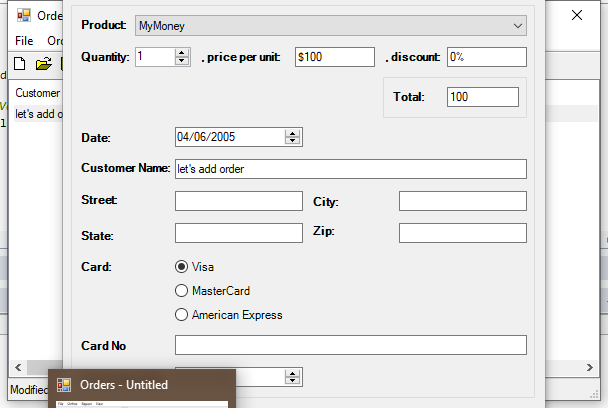 Orde
Product: MyMoney
File Ord
Quantity: 1 , price per unit: $100 , discount: 0%
Customer
Total: 100
let's add o
Date: 04/06/2005
Customer Name: let's add order
Street: City:
State: Zip:
Card: Visa
MasterCard
American Express
Card No
Modified
Orders - Untitled